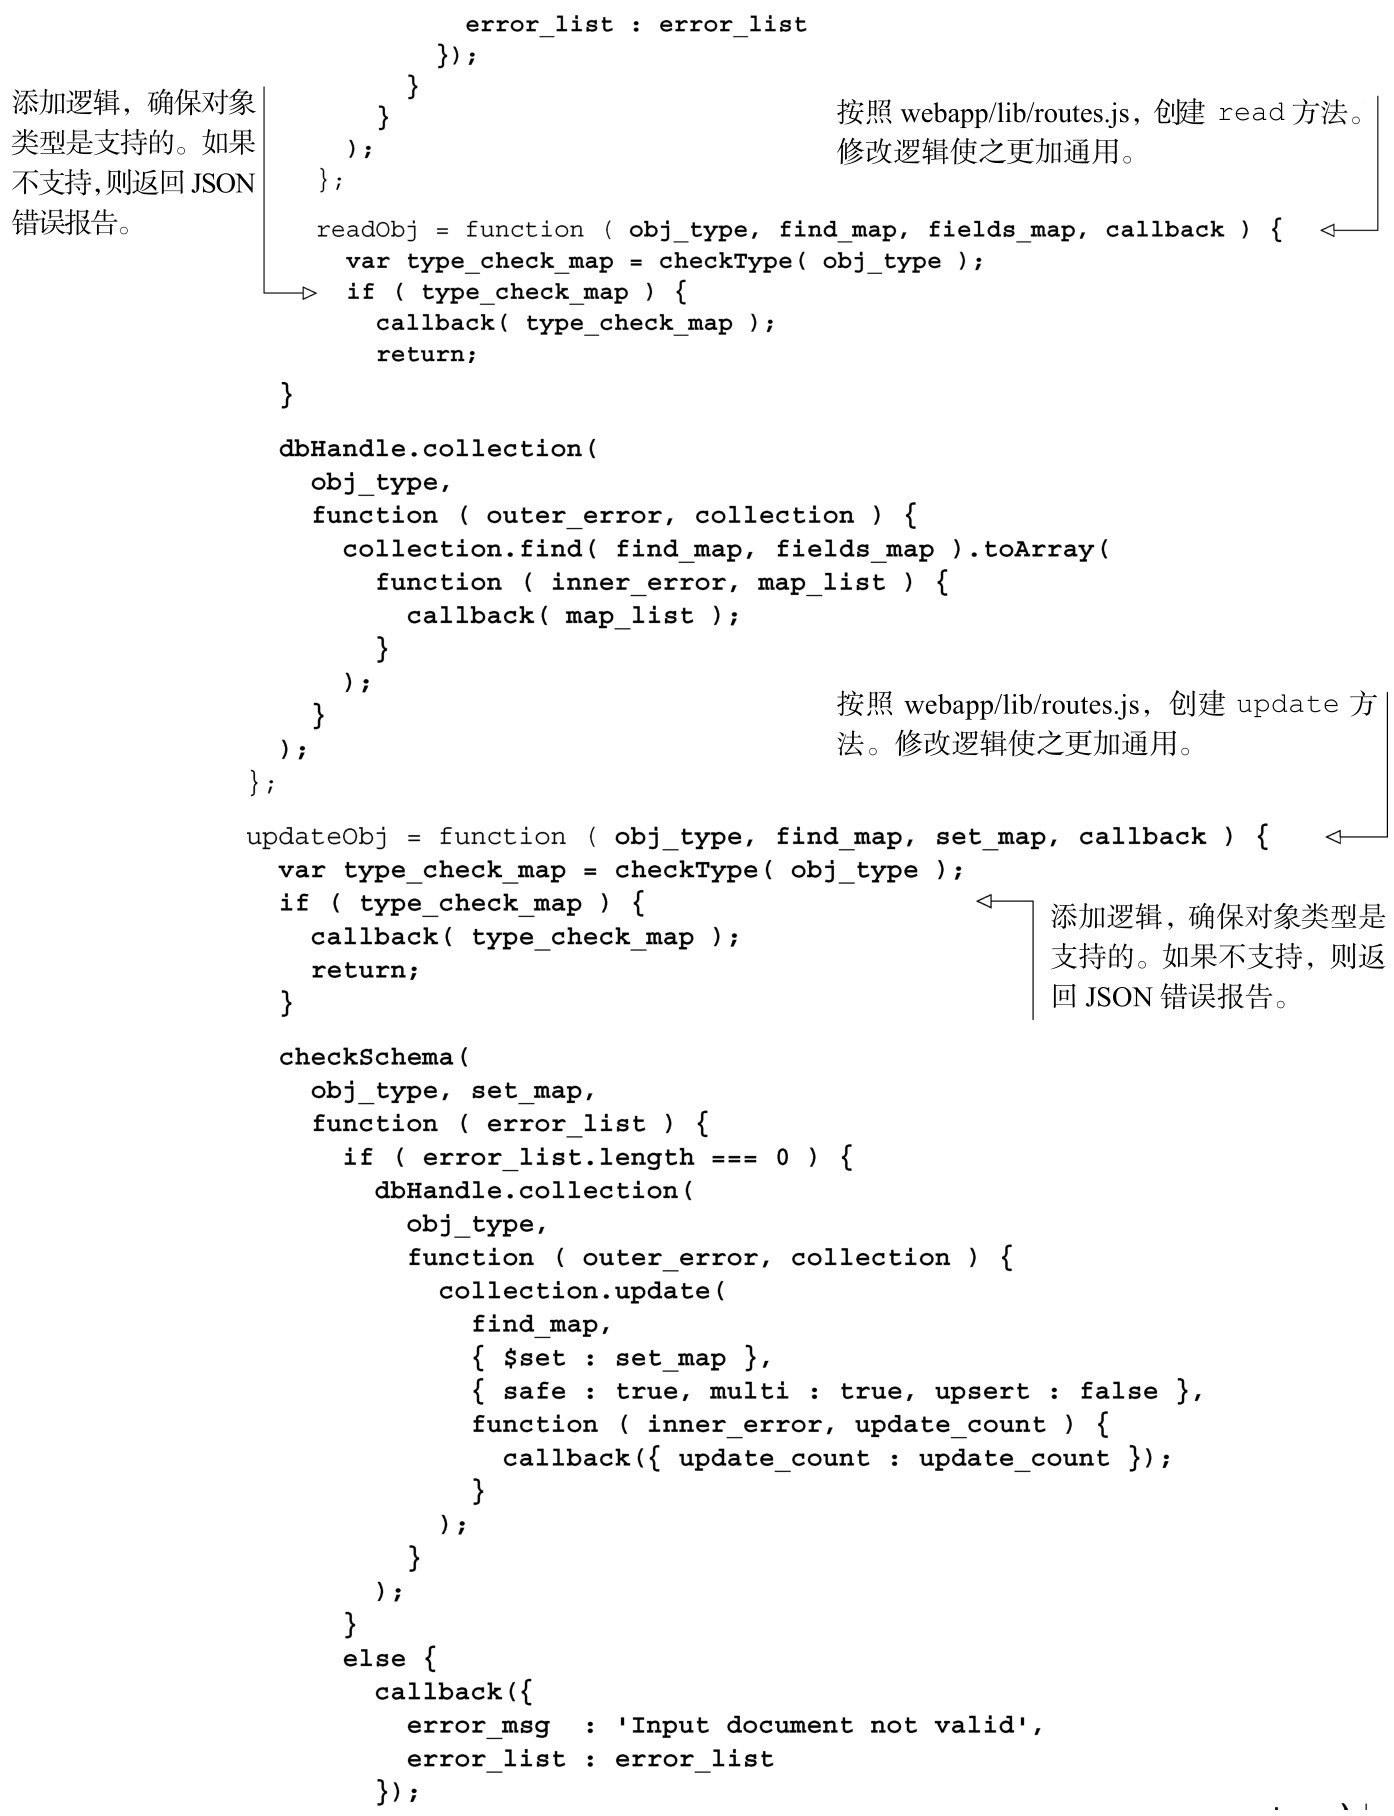 error_list : error_list
});
}
}
);
};
添加逻辑，确保对象
类型是支持的。如果
不支持，则返回 JSON
错误报告。
按照 webapp/lib/routes.js，创建 read 方法。
修改逻辑使之更加通用。
readObj = function ( obj_type, find_map, fields_map, callback ) {
var type_check_map = checkType( obj_type );
if ( type_check_map ) {
callback( type_check_map );
return;
}
dbHandle.collection(
obj_type,
function ( outer_error, collection ) {
collection.find( find_map, fields_map ).toArray(
function ( inner_error, map_list ) {
callback( map_list );
}
);
}
);
};
按照 webapp/lib/routes.js，创建 update 方
法。修改逻辑使之更加通用。
updateObj = function ( obj_type, find_map, set_map, callback ) {
var type_check_map = checkType( obj_type );
if ( type_check_map ) {
callback( type_check_map );
return;
}
添加逻辑，确保对象类型是
支持的。如果不支持，则返
回 JSON 错误报告。
checkSchema(
obj_type, set_map,
function ( error_list ) {
if ( error_list.length === 0 ) {
dbHandle.collection(
obj_type,
function ( outer_error, collection ) {
collection.update(
find_map,
{ $set : set_map },
{ safe : true, multi : true, upsert : false },
function ( inner_error, update_count ) {
callback({ update_count : update_count });
}
);
}
);
}
else {
callback({
error_msg  : 'Input document not valid',
error_list : error_list
});